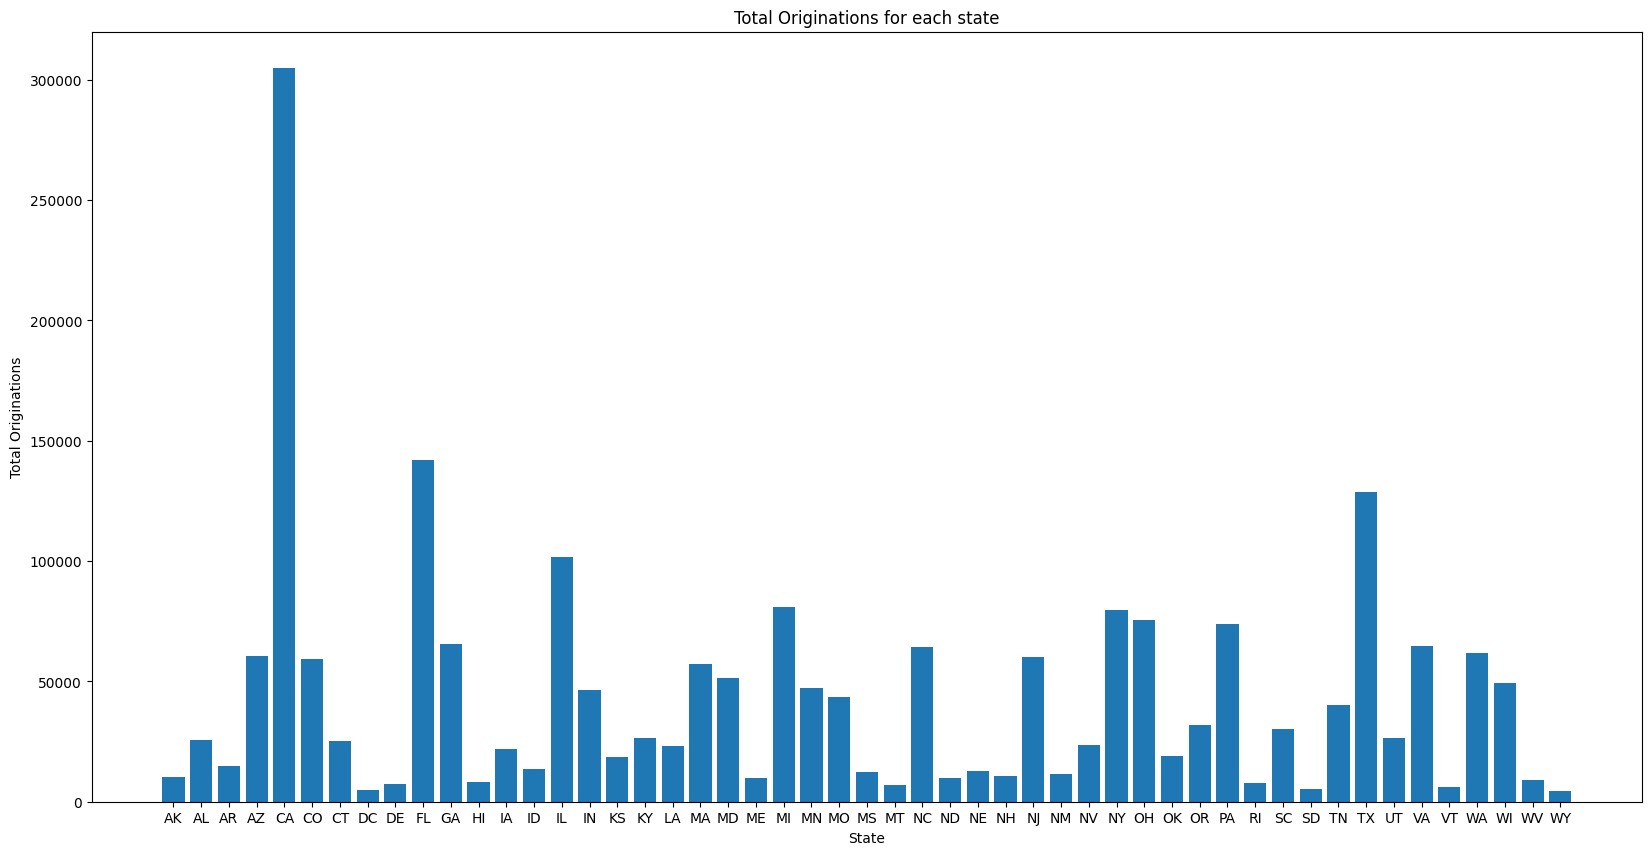 Total Originations for each state
300000
250000
200000
150000
100000
50000
0
Total Originations
AK AL AR AZ CA CO CT DC DE FL GA HI IA ID IL IN KS KY LA MA MD ME MI MN MO MS MT NC ND NE NH NJ NM NV NY OH OK OR PA RI SC SD TN TX UT VA VT WA WI WV WY
State